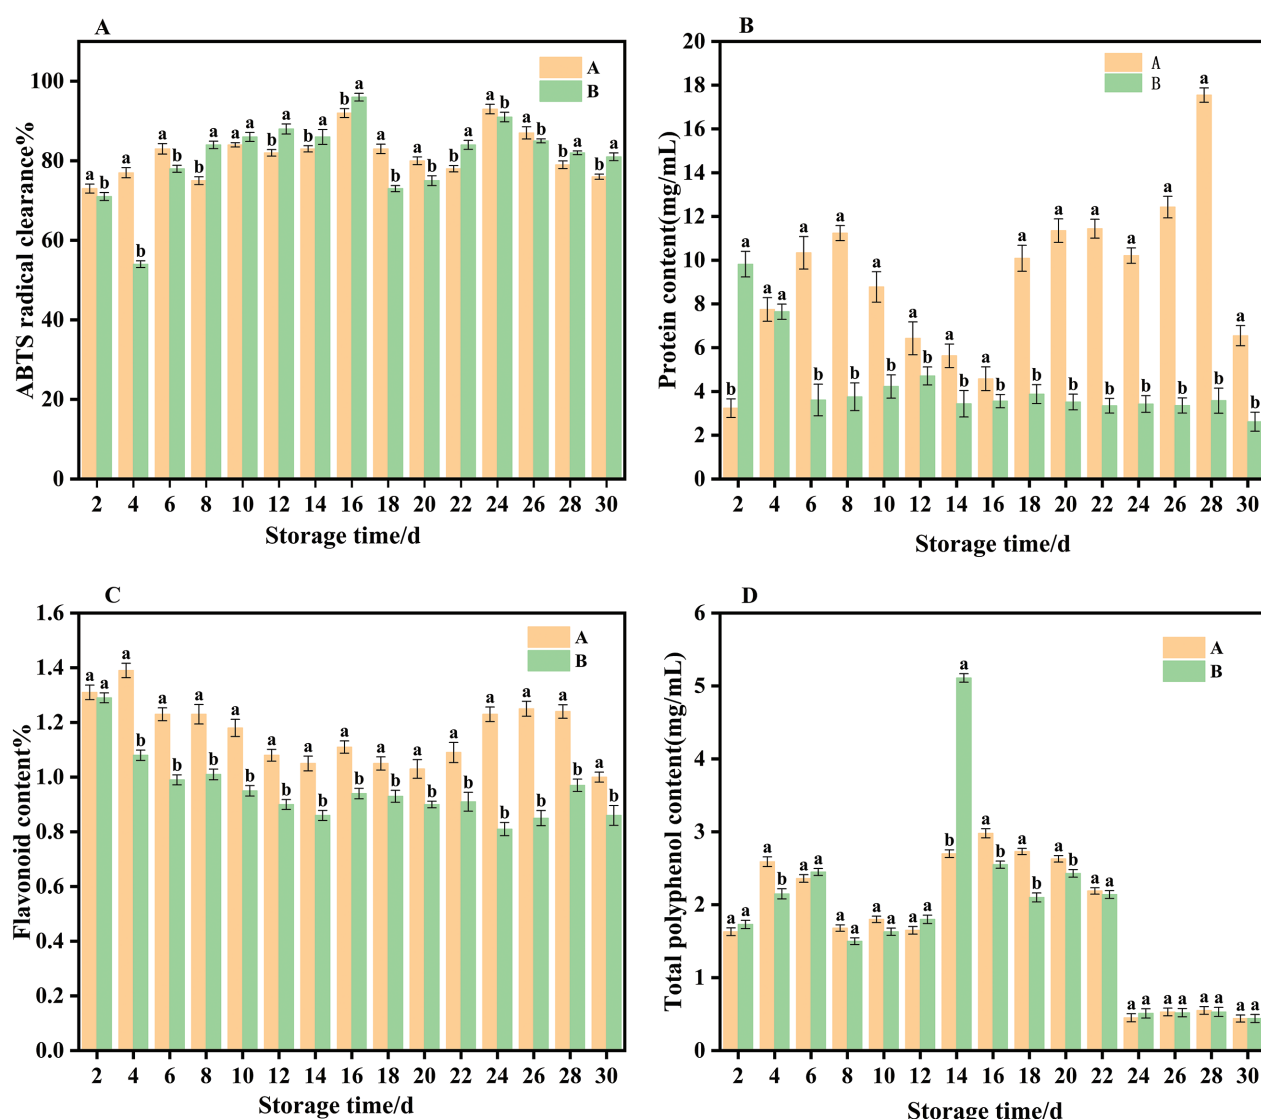 A
ABTS radical clearance%
100
80
60
40
20
0
A
B
a b a b a b b a a a b a b a b a a b a b b a a b a b b a b a
2 4 6 8 10 12 14 16 18 20 22 24 26 28 30
Storage time/d
B
Protein content(mg/mL)
20
18
16
14
12
10
8
6
4
2
0
A
B
b a a a a b a b a b a b a b a b a b a b a b a b a b a b a b
2 4 6 8 10 12 14 16 18 20 22 24 26 28 30
Storage time/d
C
Flavonoid content%
1.6
1.4
1.2
1.0
0.8
0.6
0.4
0.2
0.0
A
B
a a a b a b a b a b a b a b a b a b a b a b a b a b a b a b
2 4 6 8 10 12 14 16 18 20 22 24 26 28 30
Storage time/d
D
Total polyphenol content(mg/mL)
6
5
4
3
2
1
0
A
B
a a a b a a a a a a a a b a a b a b a b a a a a a a a a a a
2 4 6 8 10 12 14 16 18 20 22 24 26 28 30
Storage time/d